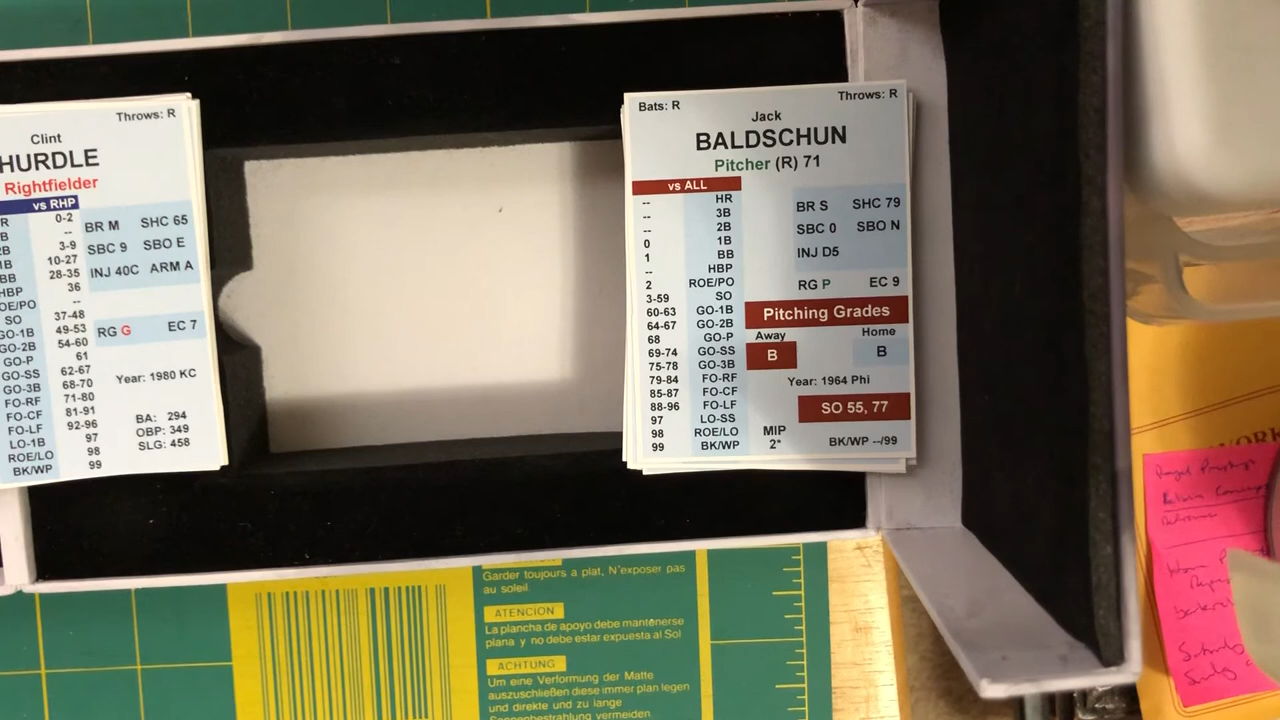 Throws: R
Clint
HURDLE
Rightfielder
vs RHP
R 0-2
B --
2B 3-9
1B 10-27
BB 28-35
HBP 36
ROE/PO --
SO 37-48
GO-1B 49-53
GO-2B 54-60
GO-P 61
GO-SS 62-67
GO-3B 68-70
FO-RF 71-80
FO-CF 81-91
FO-LF 92-96
LO-1B 97
ROE/LO 98
BK/WP 99
BR M SHC 65
SBC 9 SBO E
INJ 40C ARM A
RG G EC 7
Year: 1980 KC
BA: 294
OBP: 349
SLG: 458
Bats: R Throws: R
Jack
BALDSCHUN
Pitcher (R) 71
vs ALL
-- HR
-- 3B
-- 2B
0 1B
1 BB
-- HBP
2 ROE/PO
3-59 SO
60-63 GO-1B
64-67 GO-2B
68 GO-P
69-74 GO-SS
75-78 GO-3B
79-84 FO-RF
85-87 FO-CF
88-96 FO-LF
97 LO-SS
98 ROE/LO
99 BK/WP
BR S SHC 79
SBC 0 SBO N
INJ D5
RG P EC 9
Pitching Grades
Away Home
B B
Year: 1964 Phi
SO 55, 77
MIP
2*
BK/WP --/99
Garder toujours a plat, N'exposer pas
au soleil
ATENCION
La plancha de apoyo debe mantenerse
plana y no debe estar expuesta al Sol
ACHTUNG
Um eine Verformung der Matte
auszuschließen diese immer plan legen
und direkte und zu lange
Sonnenbestrahlung vermeiden